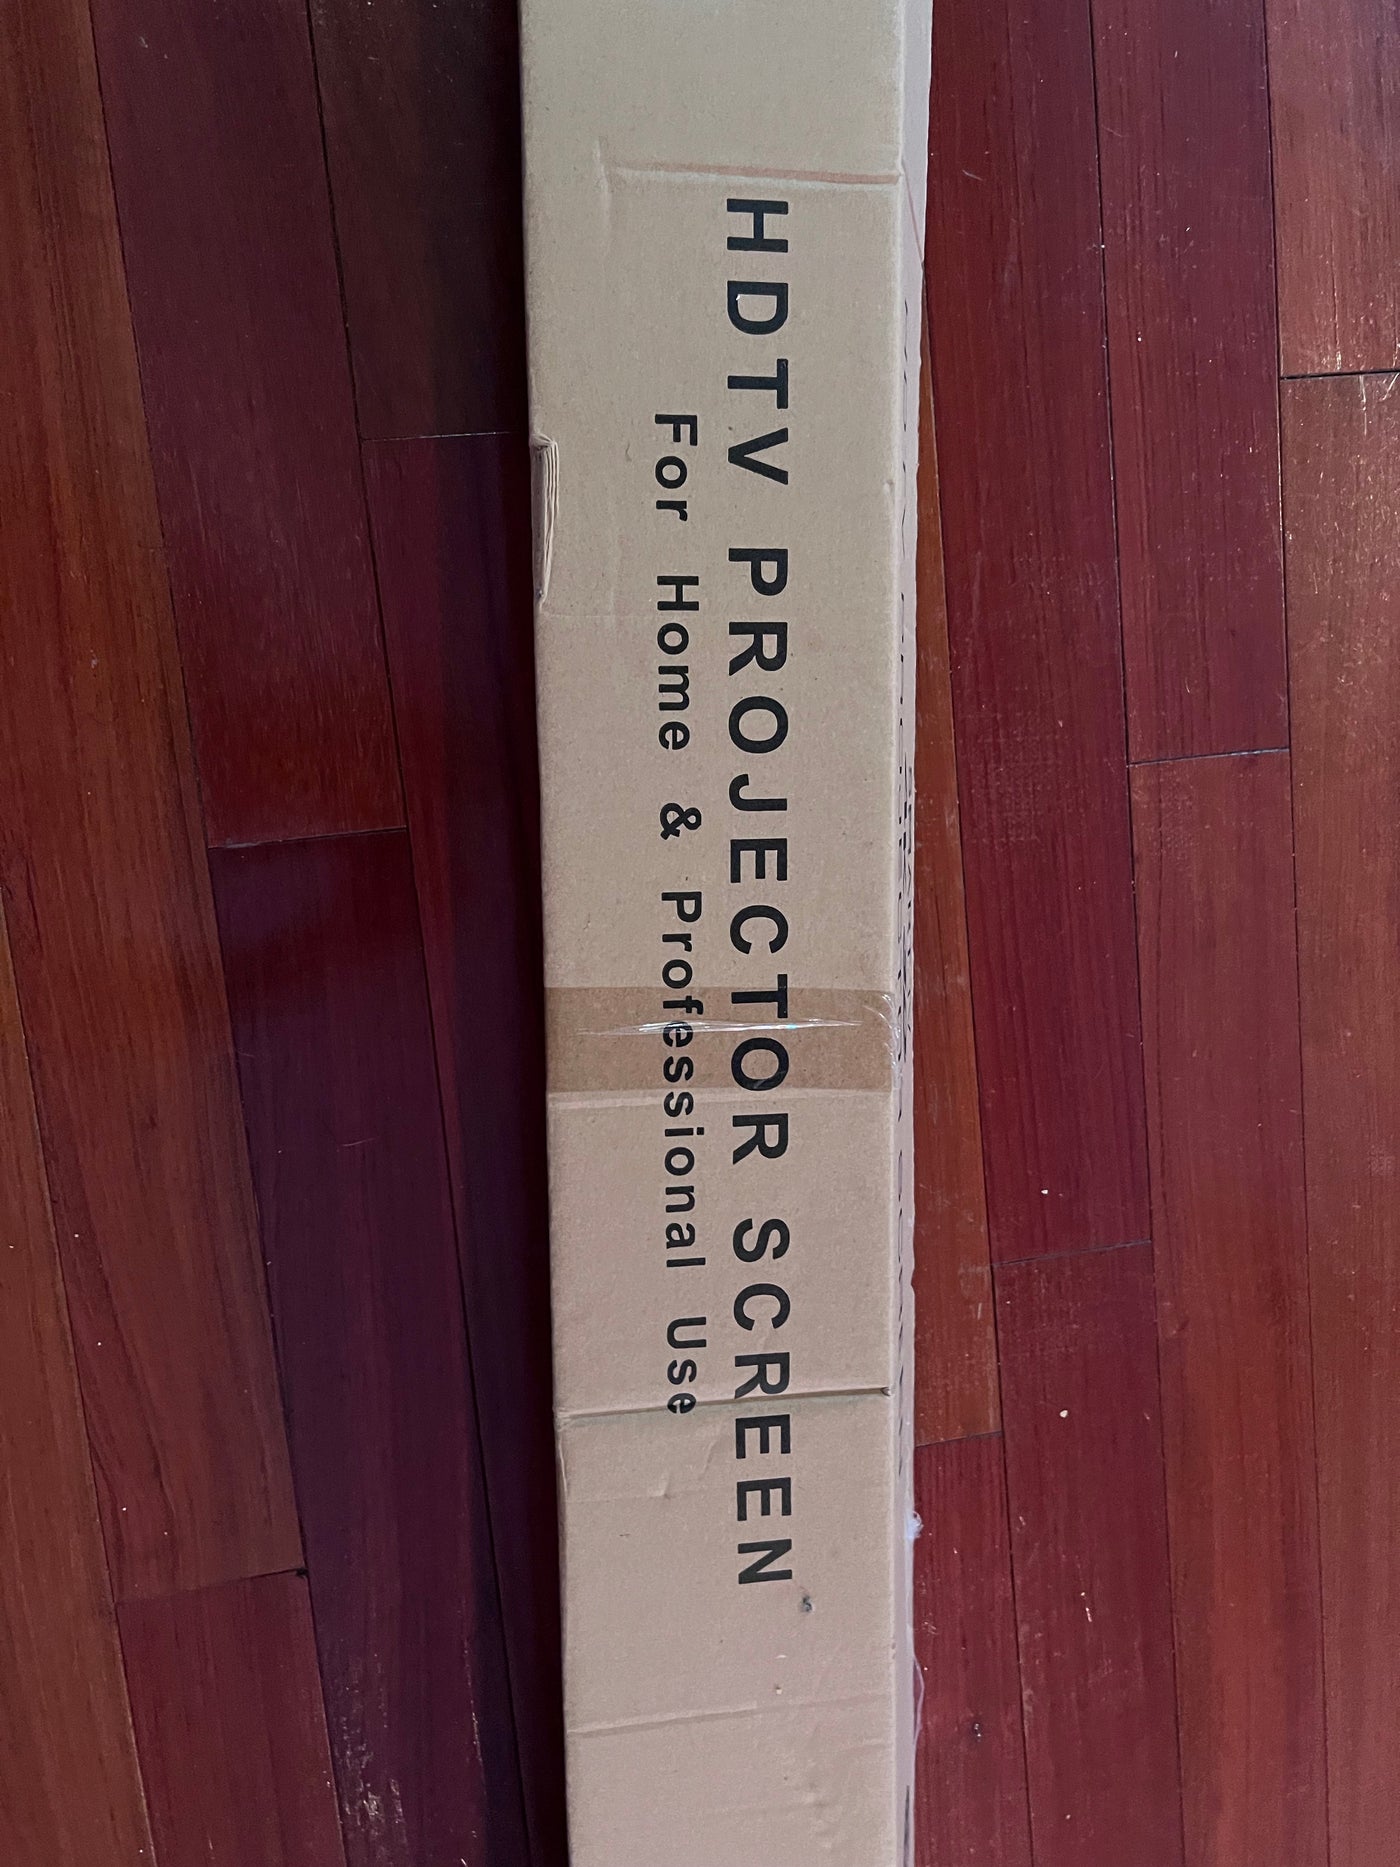 HDTV PROJECTOR SCREEN
For Home & Professional Use